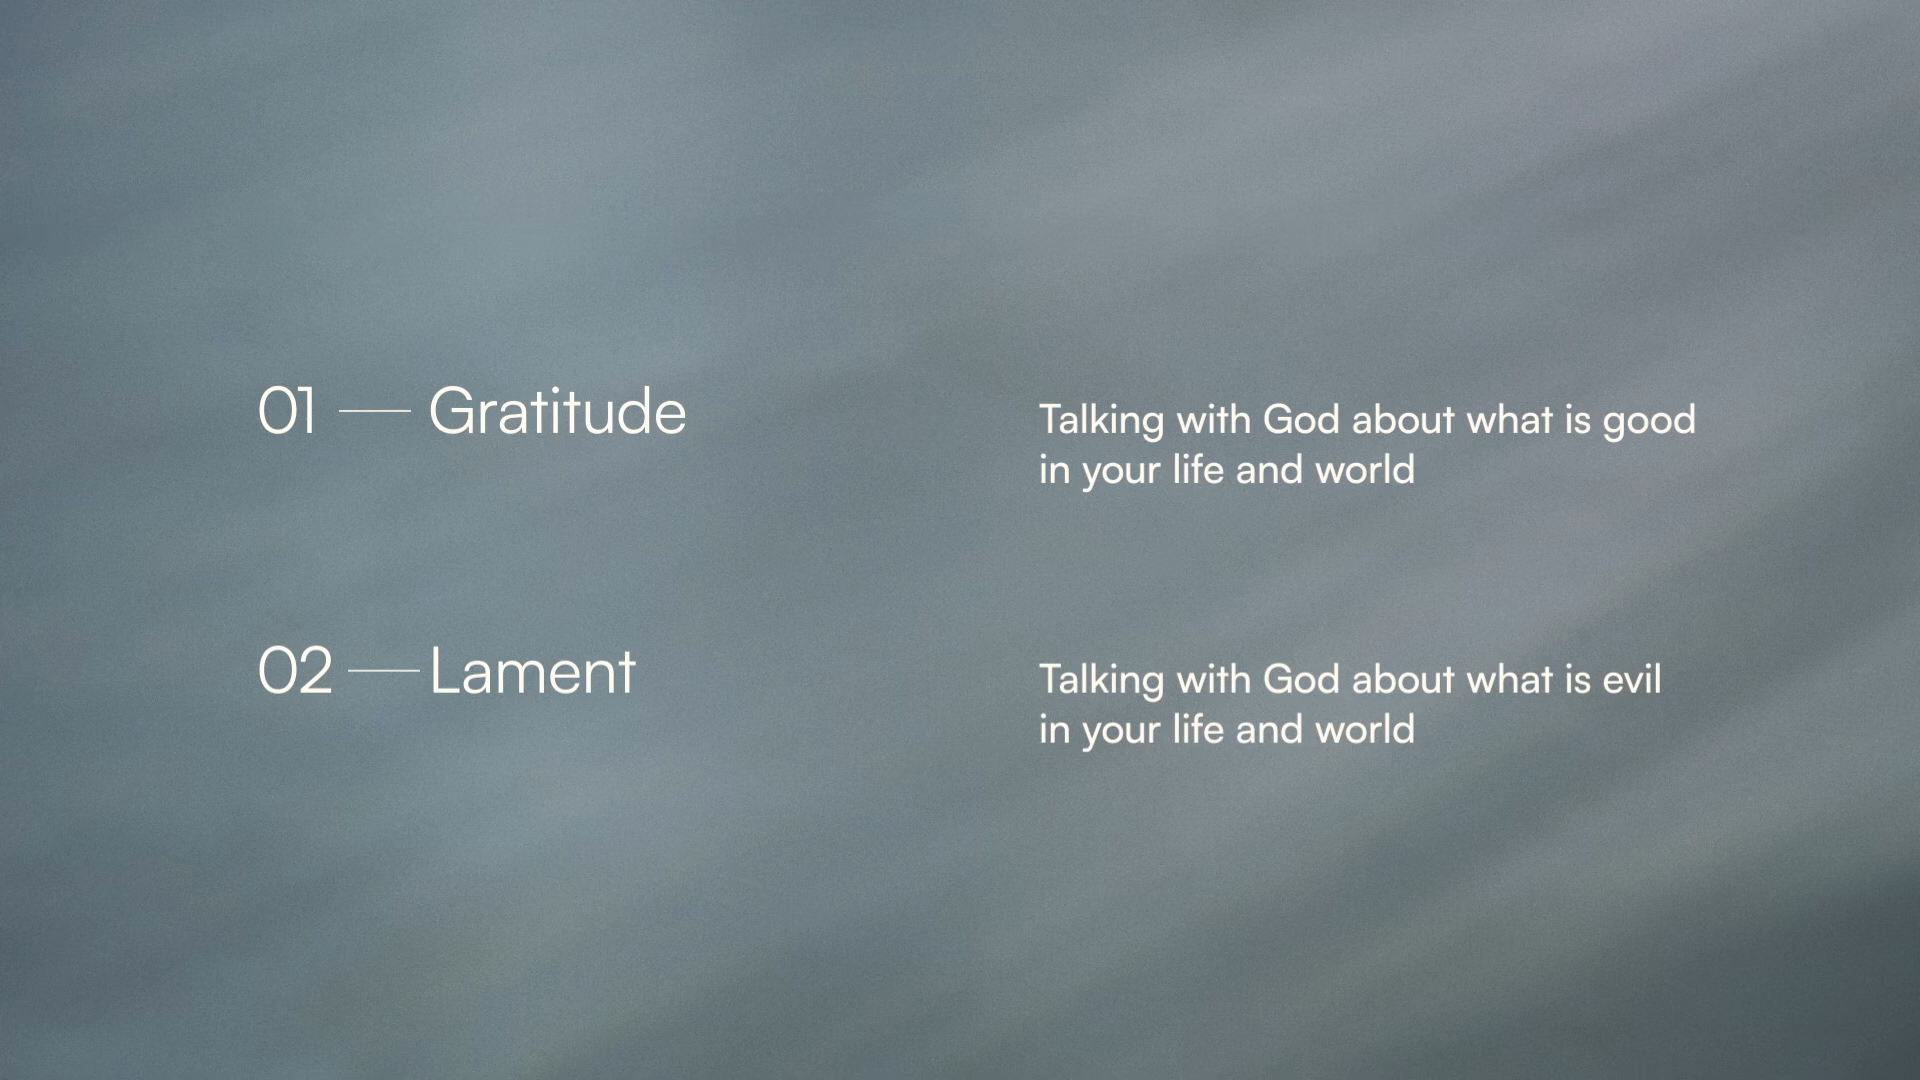 01 — Gratitude
Talking with God about what is good
in your life and world
02 — Lament
Talking with God about what is evil
in your life and world